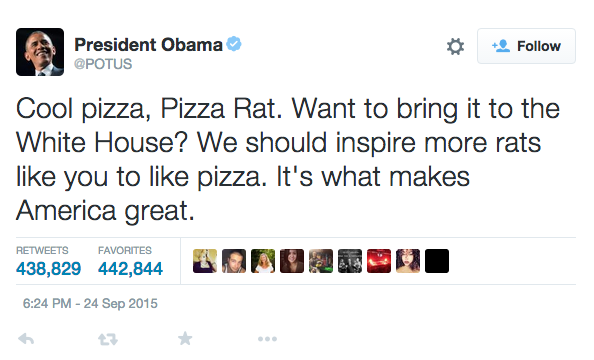 President Obama
@POTUS
Follow
Cool pizza, Pizza Rat. Want to bring it to the
White House? We should inspire more rats
like you to like pizza. It's what makes
America great.
RETWEETS FAVORITES
438,829 442,844
6:24 PM - 24 Sep 2015